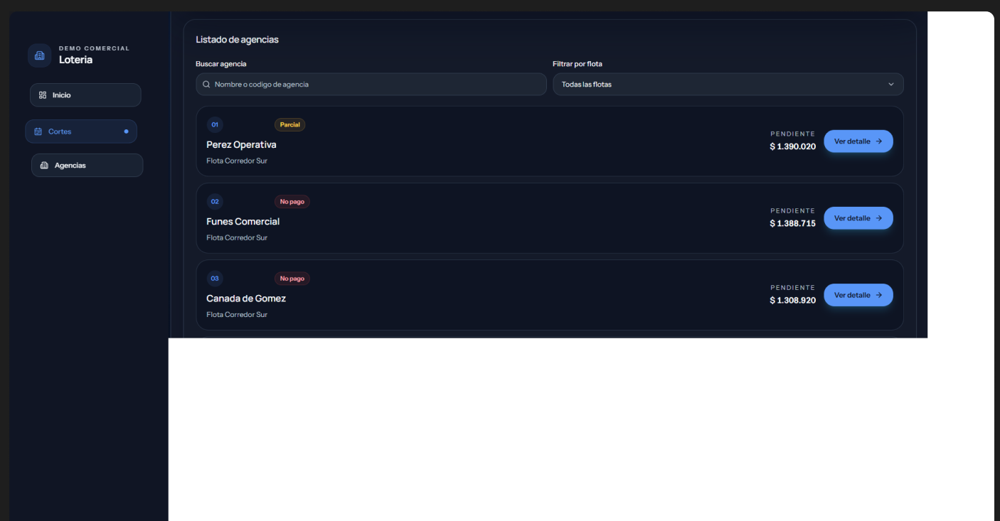 DEMO COMERCIAL
Loteria
Inicio
Cortes
Agencias
Listado de agencias
Buscar agencia
Nombre o codigo de agencia
Filtrar por flota
Todas las flotas
01
Parcial
Perez Operativa
Flota Corredor Sur
PENDIENTE
$ 1.390.020
Ver detalle
02
No pago
Funes Comercial
Flota Corredor Sur
PENDIENTE
$ 1.388.715
Ver detalle
03
No pago
Canada de Gomez
Flota Corredor Sur
PENDIENTE
$ 1.308.920
Ver detalle